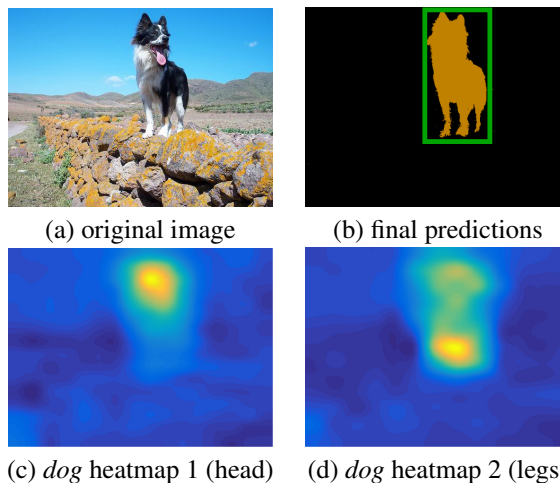 (a) original image
(b) final predictions
(c) dog heatmap 1 (head)
(d) dog heatmap 2 (legs